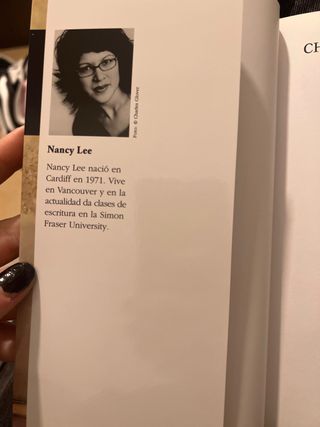 CH
Foto: © Charles Glover
Nancy Lee
Nancy Lee nació en
Cardiff en 1971. Vive
en Vancouver y en la
actualidad da clases de
escritura en la Simon
Fraser University.